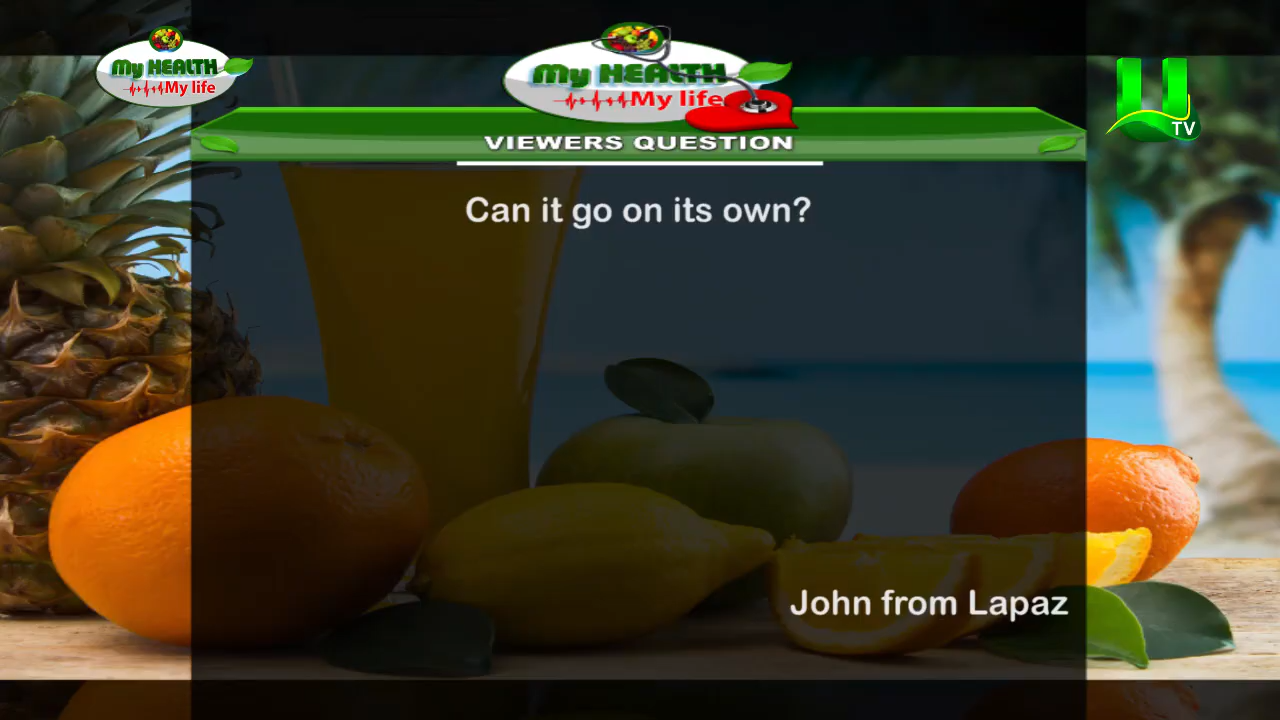 My HEALTH
My life
My HEALTH
My life
TV
VIEWERS QUESTION
Can it go on its own?
John from Lapaz